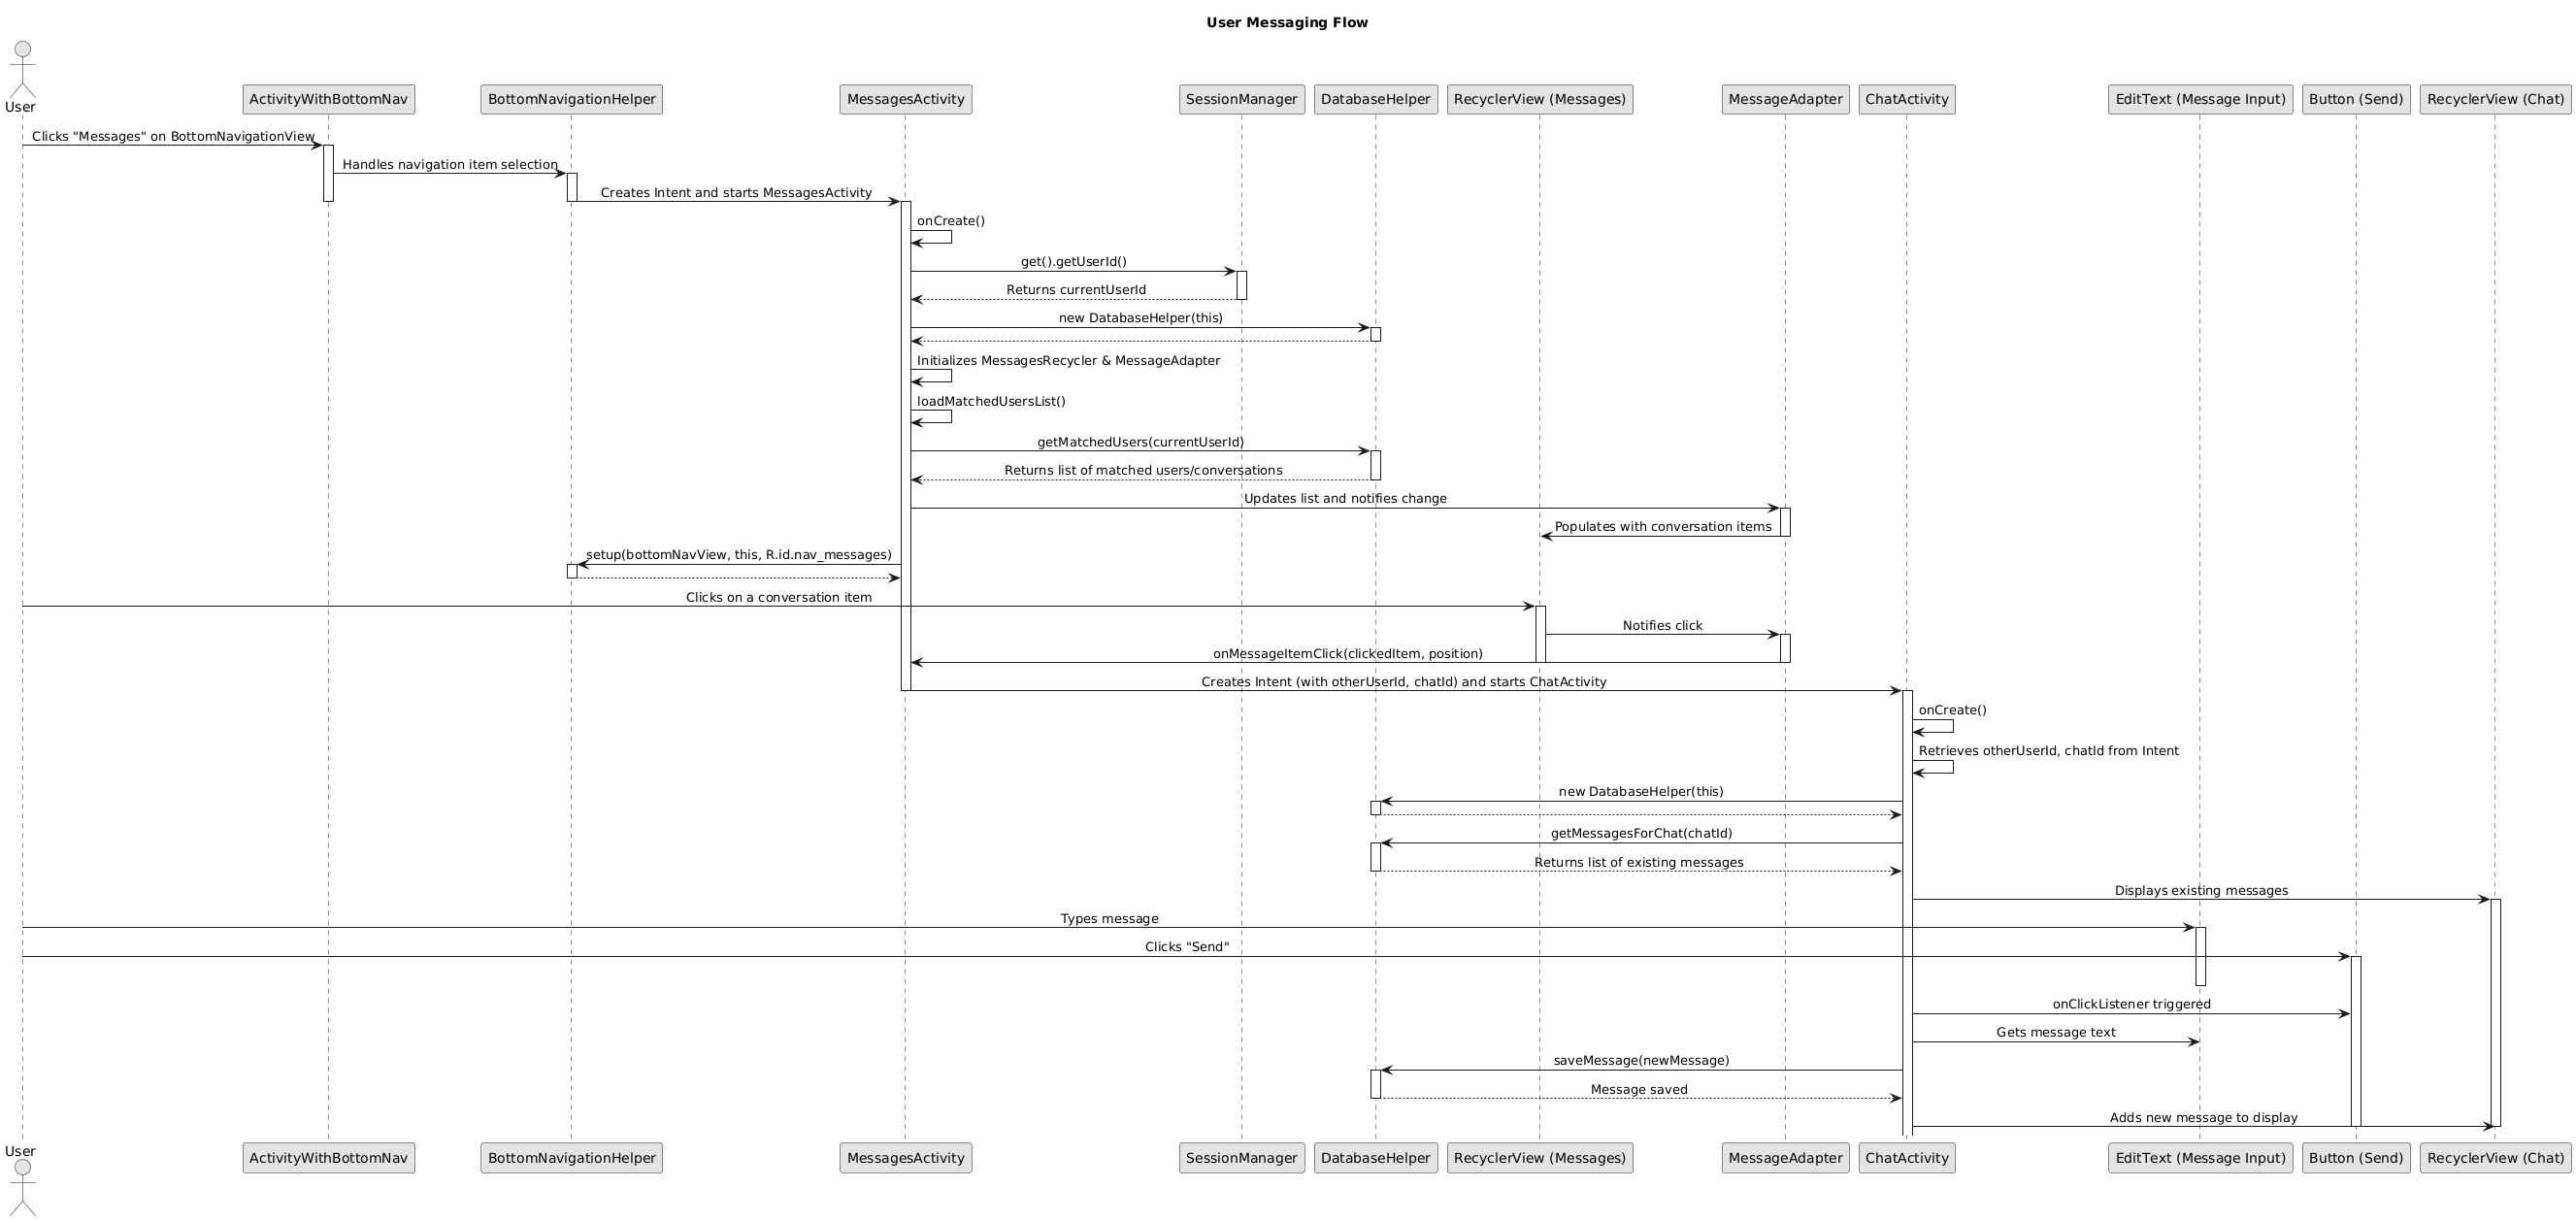 User Messaging Flow
User
ActivityWithBottomNav
BottomNavigationHelper
MessagesActivity
SessionManager
DatabaseHelper
RecyclerView (Messages)
MessageAdapter
ChatActivity
EditText (Message Input)
Button (Send)
RecyclerView (Chat)
Clicks "Messages" on BottomNavigationView
Handles navigation item selection
Creates Intent and starts MessagesActivity
onCreate()
get().getUserId()
Returns currentUserId
new DatabaseHelper(this)
Initializes MessagesRecycler & MessageAdapter
loadMatchedUsersList()
getMatchedUsers(currentUserId)
Returns list of matched users/conversations
Updates list and notifies change
Populates with conversation items
setup(bottomNavView, this, R.id.nav_messages)
Clicks on a conversation item
Notifies click
onMessageItemClick(clickedItem, position)
Creates Intent (with otherUserId, chatId) and starts ChatActivity
onCreate()
Retrieves otherUserId, chatId from Intent
new DatabaseHelper(this)
getMessagesForChat(chatId)
Returns list of existing messages
Displays existing messages
Types message
Clicks "Send"
onClickListener triggered
Gets message text
saveMessage(newMessage)
Message saved
Adds new message to display
User
ActivityWithBottomNav
BottomNavigationHelper
MessagesActivity
SessionManager
DatabaseHelper
RecyclerView (Messages)
MessageAdapter
ChatActivity
EditText (Message Input)
Button (Send)
RecyclerView (Chat)